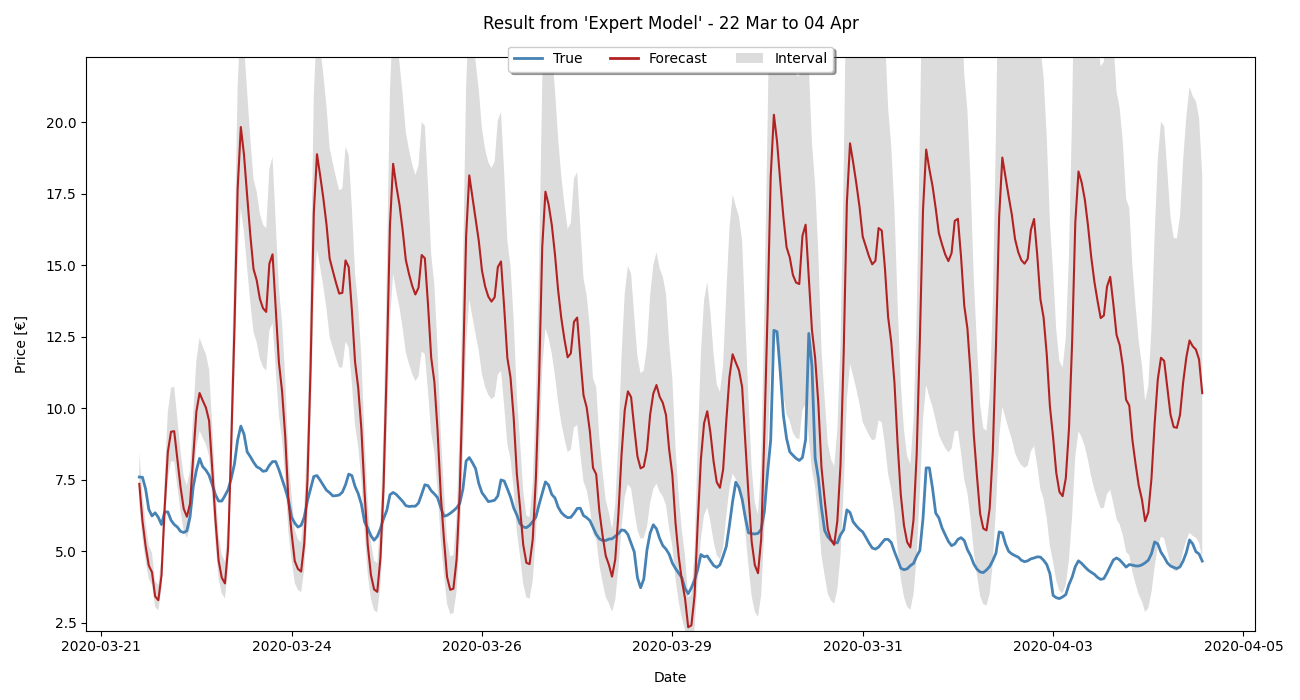 Result from 'Expert Model' - 22 Mar to 04 Apr
True Forecast Interval
20.0
17.5
15.0
12.5
10.0
7.5
5.0
2.5
Price [€]
2020-03-21 2020-03-24 2020-03-26 2020-03-29 2020-03-31 2020-04-03 2020-04-05
Date